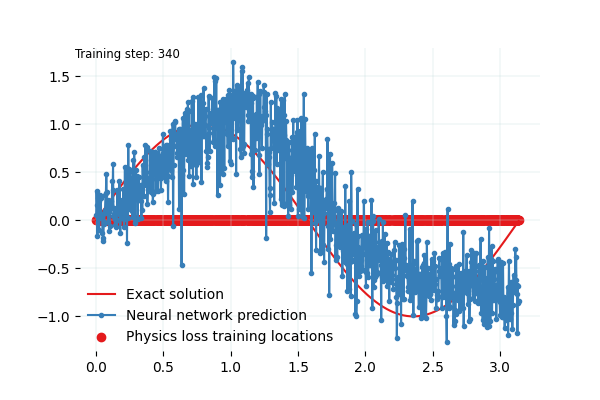 Training step: 340
1.5
1.0
0.5
0.0
−0.5
−1.0
Exact solution
Neural network prediction
Physics loss training locations
0.0 0.5 1.0 1.5 2.0 2.5 3.0